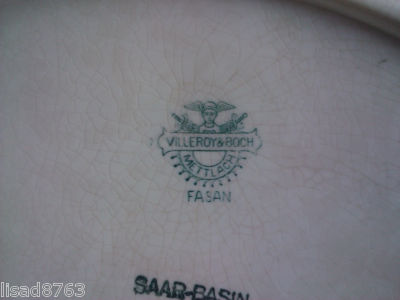 VILLEROY & BOCH
METTLACH
FASAN
SAAR-BASIN
lisad8763